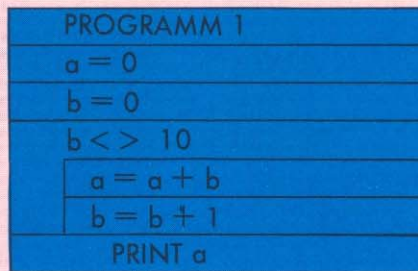 PROGRAMM 1
a = 0
b = 0
b < > 10
a = a + b
b = b + 1
PRINT a